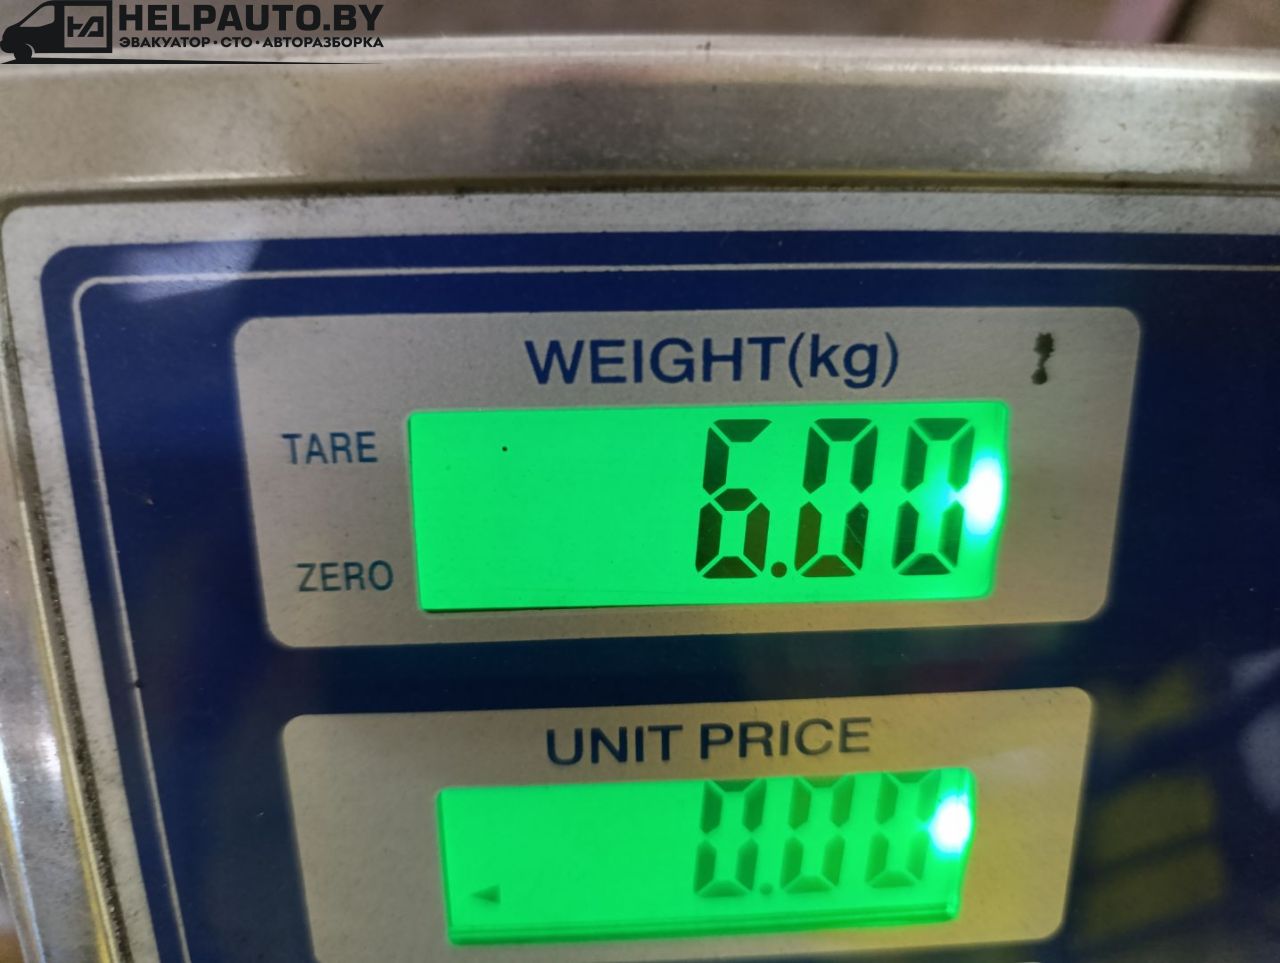 HELPAUTO.BY
ЭВАКУАТОР·СТО·АВТОРАЗБОРКА
WEIGHT(kg)
TARE
6.00
ZERO
UNIT PRICE
0.00